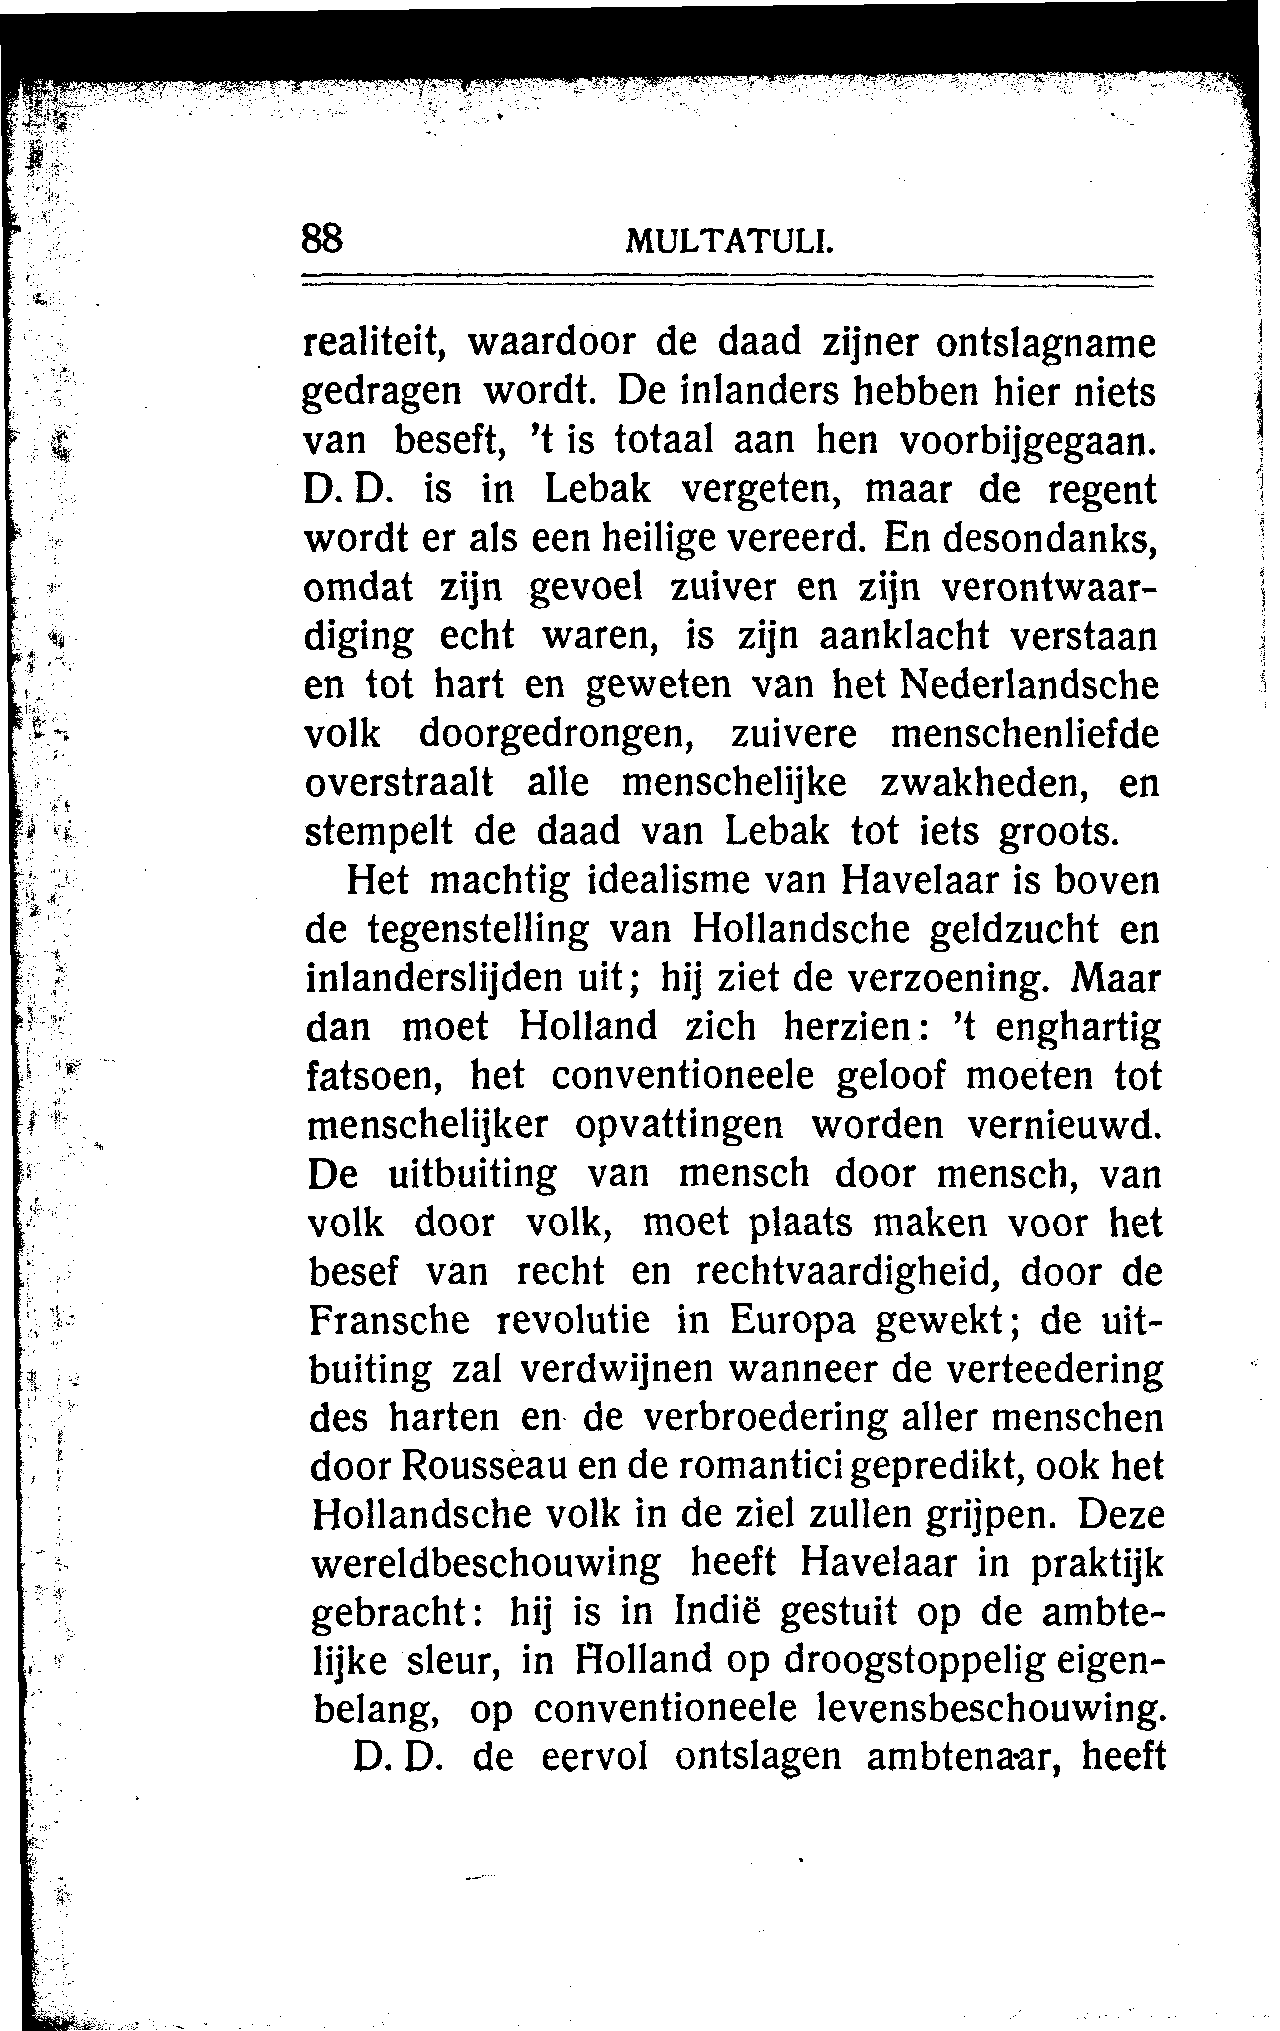 88 MULTATULI.
realiteit, waardoor de daad zijner ontslagname
gedragen wordt. De inlanders hebben hier niets
van beseft, 't is totaal aan hen voorbijgegaan.
D. D. is in Lebak vergeten, maar de regent
wordt er als een heilige vereerd. En desondanks,
omdat zijn gevoel zuiver en zijn verontwaar-
diging echt waren, is zijn aanklacht verstaan
en tot hart en geweten van het Nederlandsche
volk doorgedrongen, zuivere menschenliefde
overstraalt alle menschelijke zwakheden, en
stempelt de daad van Lebak tot iets groots.
Het machtig idealisme van Havelaar is boven
de tegenstelling van Hollandsche geldzucht en
inlanderslijden uit; hij ziet de verzoening. Maar
dan moet Holland zich herzien: 't enghartig
fatsoen, het conventioneele geloof moeten tot
menschelijker opvattingen worden vernieuwd.
De uitbuiting van mensch door mensch, van
volk door volk, moet plaats maken voor het
besef van recht en rechtvaardigheid, door de
Fransche revolutie in Europa gewekt; de uit-
buiting zal verdwijnen wanneer de verteedering
des harten en de verbroedering aller menschen
door Rousseau en de romantici gepredikt, ook het
Hollandsche volk in de ziel zullen grijpen. Deze
wereldbeschouwing heeft Havelaar in praktijk
gebracht: hij is in Indië gestuit op de ambte-
lijke sleur, in Holland op droogstoppelig eigen-
belang, op conventioneele levensbeschouwing.
D. D. de eervol ontslagen ambtenaar, heeft